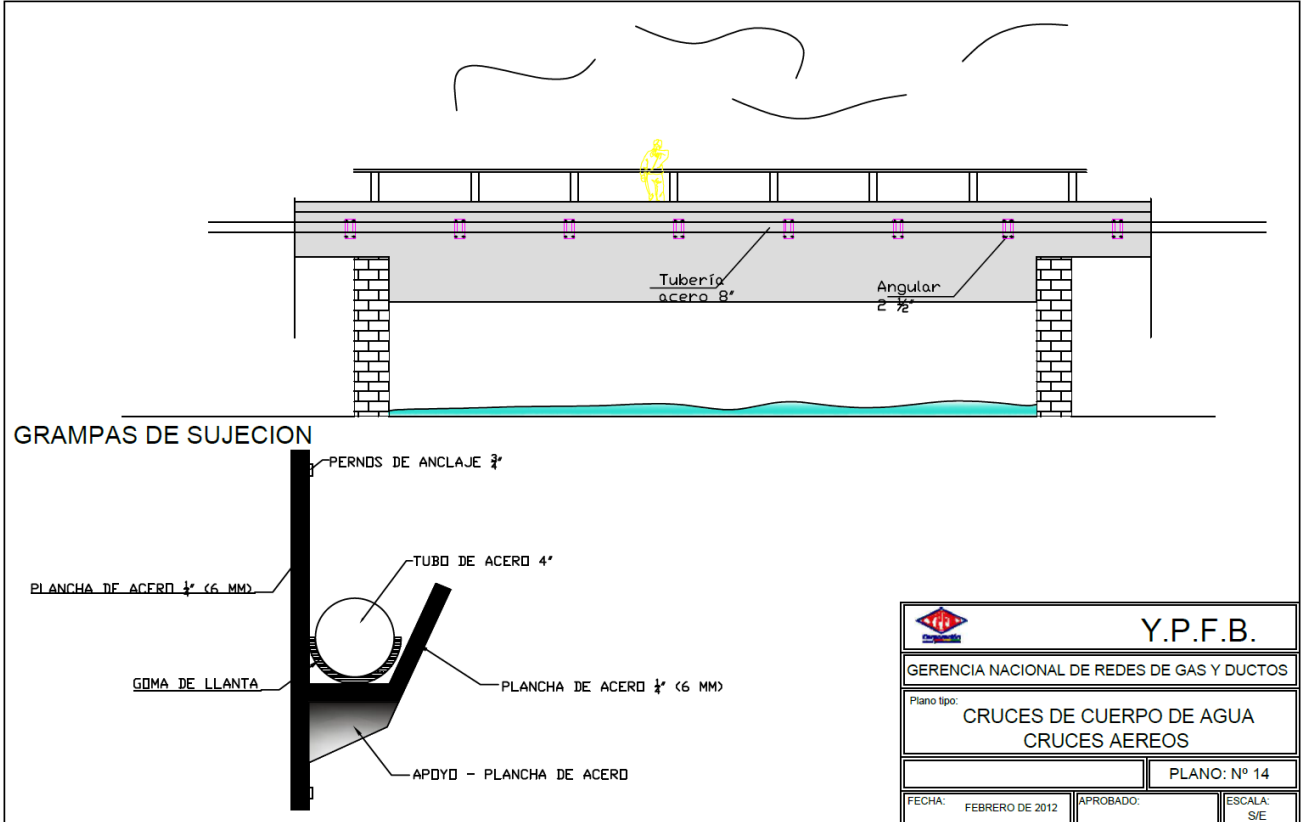 Tubería
acero 8"
Angular
2 ½"
GRAMPAS DE SUJECION
PERNOS DE ANCLAJE ¾"
TUBO DE ACERO 4"
PLANCHA DE ACERO ¼" (6 MM)
GOMA DE LLANTA
PLANCHA DE ACERO ¼" (6 MM)
APOYO - PLANCHA DE ACERO
YPFB
Corporación
Y.P.F.B.
GERENCIA NACIONAL DE REDES DE GAS Y DUCTOS
Plano tipo:
CRUCES DE CUERPO DE AGUA
CRUCES AEREOS
PLANO: Nº 14
FECHA: FEBRERO DE 2012
APROBADO:
ESCALA:
S/E